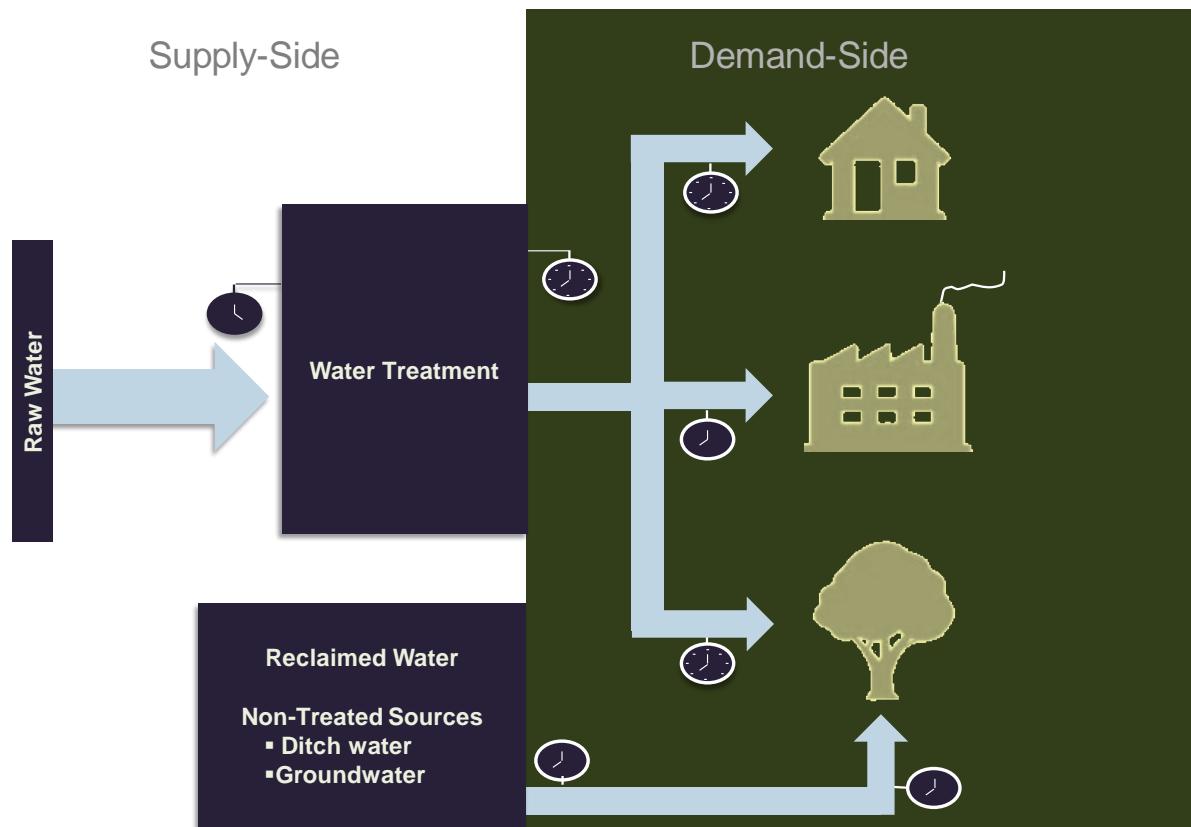 Supply-Side
Demand-Side
Raw Water
Water Treatment
Reclaimed Water
Non-Treated Sources
▪ Ditch water
▪Groundwater